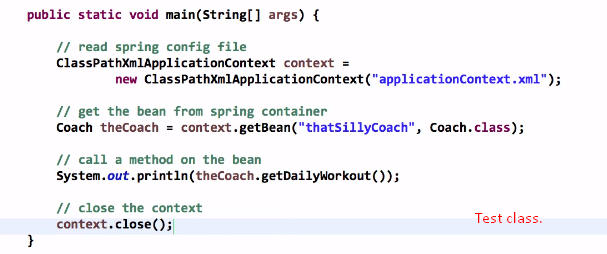 public static void main(String[] args) {
// read spring config file
ClassPathXmlApplicationContext context =
new ClassPathXmlApplicationContext("applicationContext.xml");
// get the bean from spring container
Coach theCoach = context.getBean("thatSillyCoach", Coach.class);
// call a method on the bean
System.out.println(theCoach.getDailyWorkout());
// close the context
context.close();
Test class.
}